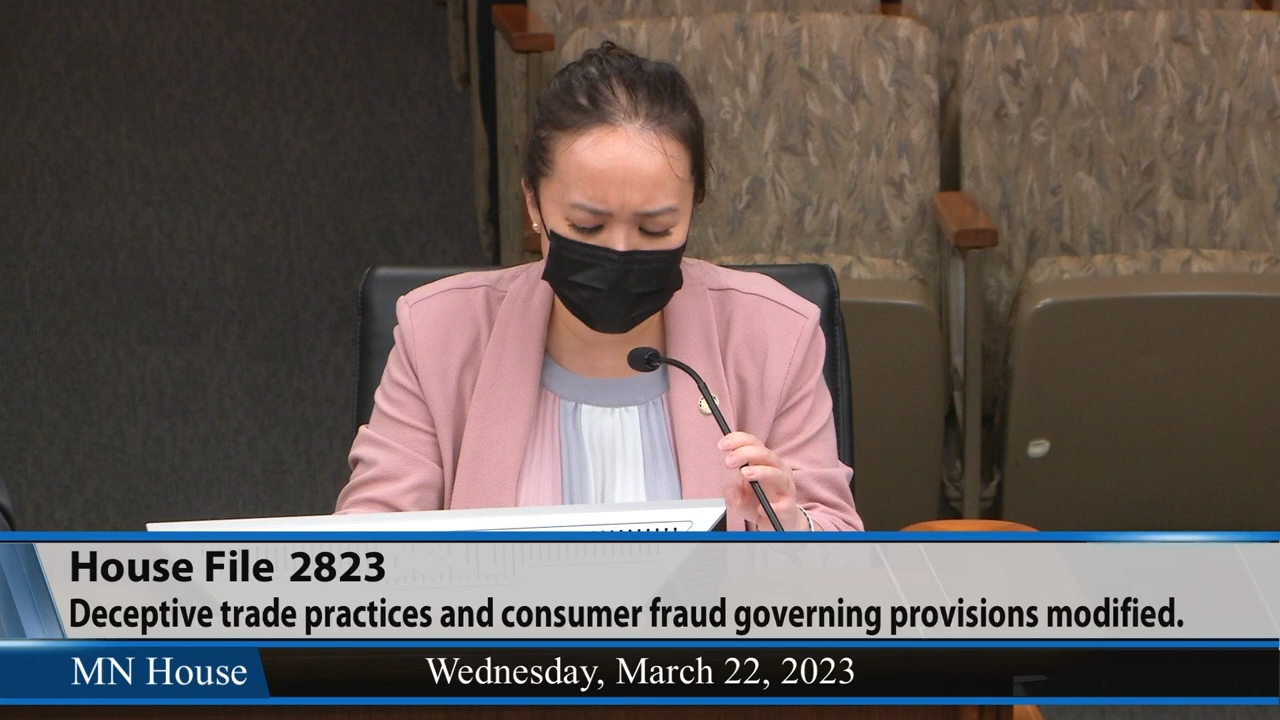 House File 2823
Deceptive trade practices and consumer fraud governing provisions modified.
MN House
Wednesday, March 22, 2023